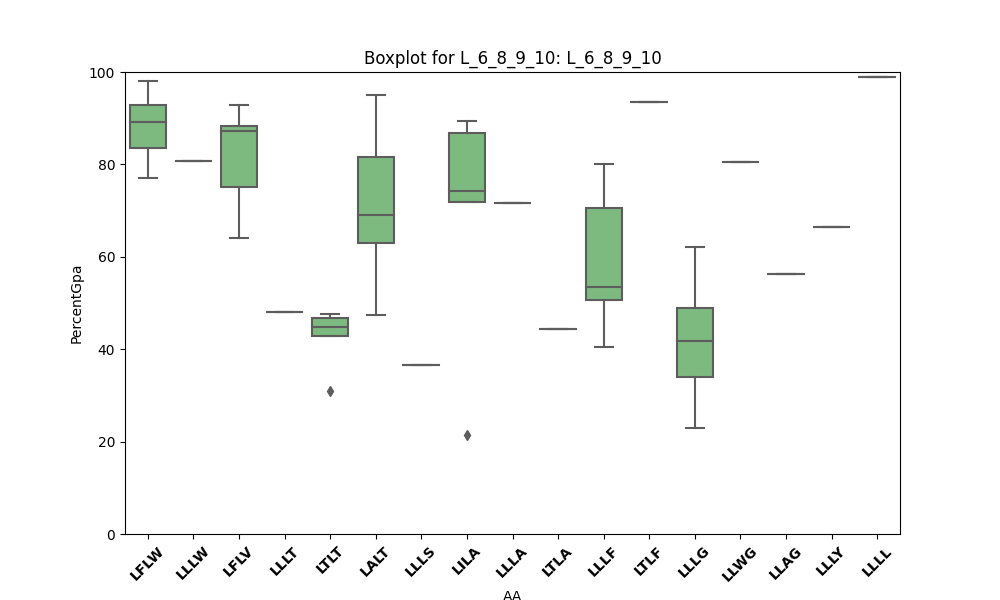 Boxplot for L_6_8_9_10: L_6_8_9_10
PercentGpa
100
80
60
40
20
0
LFLW LLLW LFLV LLLT LTLT LALT LLLS LILA LLLA LTLA LLLF LTLF LLLG LLWG LLAG LLLY LLLL
AA